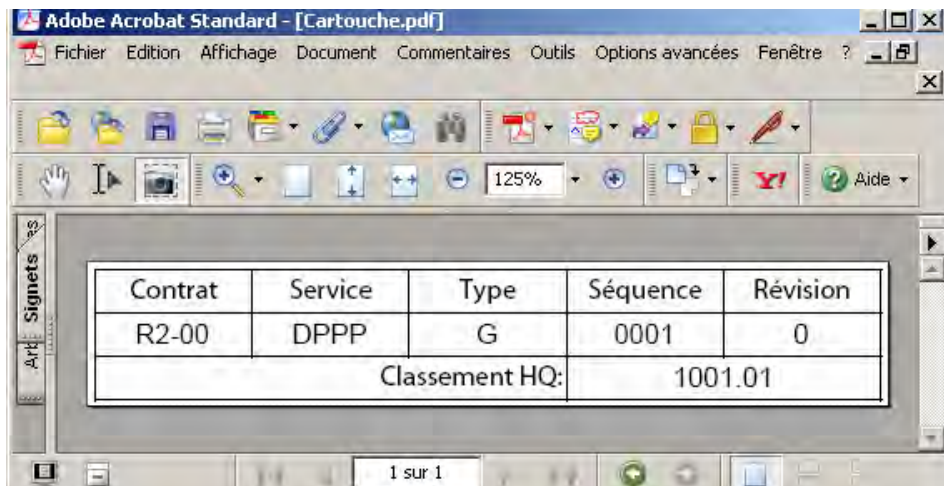 Adobe Acrobat Standard - [Cartouche.pdf]
Fichier Edition Affichage Document Commentaires Outils Options avancées Fenêtre ?
125% Y! Aide
Signets
Contrat Service Type Séquence Révision
R2-00 DPPP G 0001 0
Classement HQ: 1001.01
1 sur 1